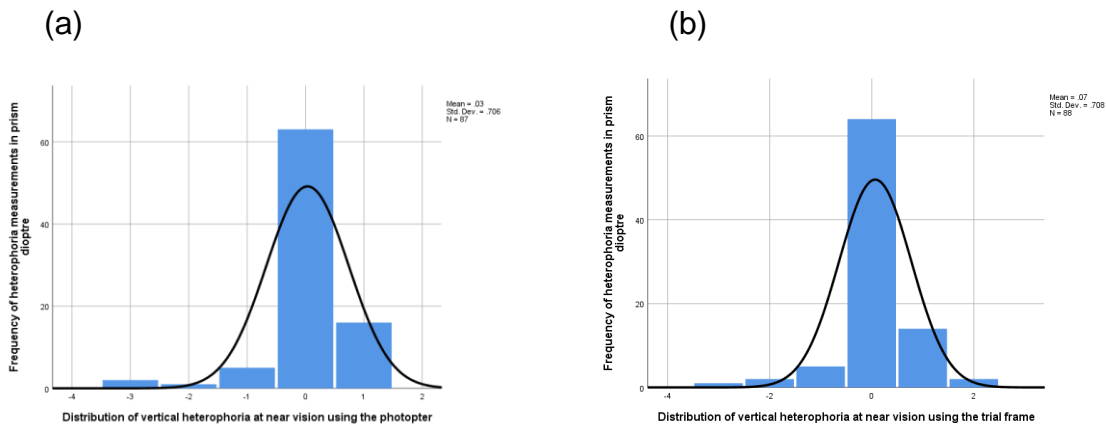 (a)
Mean = .03
Std. Dev. = .706
N = 87
Frequency of heterophoria measurements in prism
dioptre
60
40
20
0
-4 -3 -2 -1 0 1 2
Distribution of vertical heterophoria at near vision using the photopter
(b)
Mean = .07
Std. Dev. = .708
N = 88
Frequency of heterophoria measurements in prism
dioptre
60
40
20
0
-4 -2 0 2
Distribution of vertical heterophoria at near vision using the trial frame